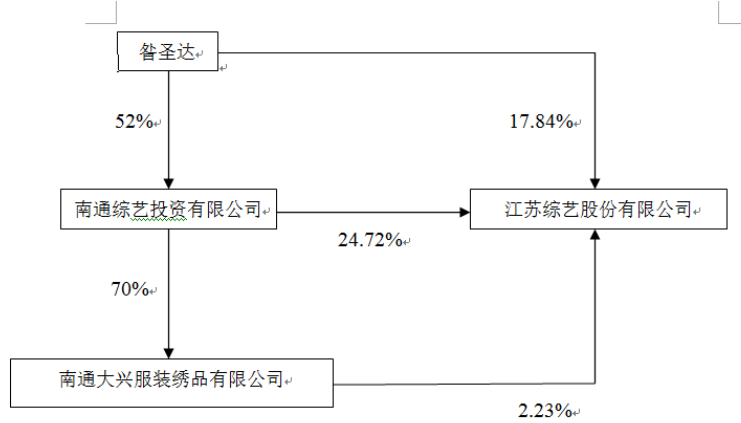 昝圣达
52%
17.84%
南通综艺投资有限公司
江苏综艺股份有限公司
24.72%
70%
南通大兴服装绣品有限公司
2.23%